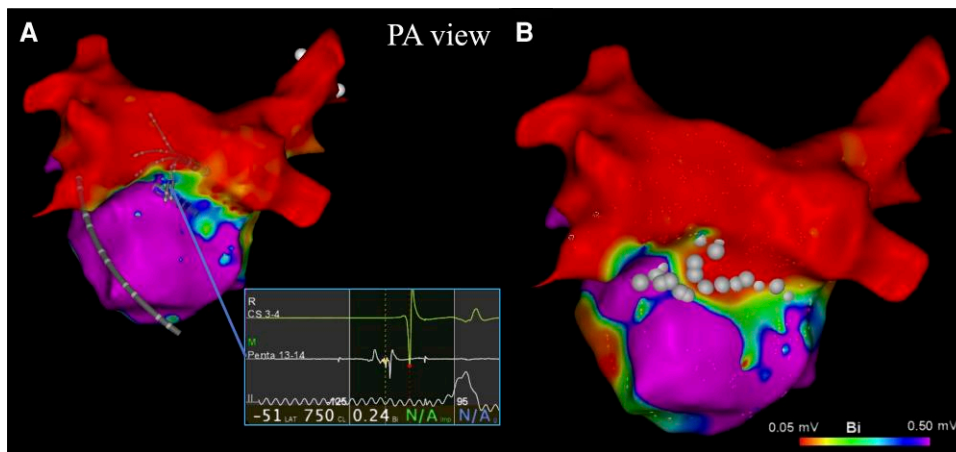 A
PA view
B
R
CS 3-4
M
Penta 13-14
II
-125
95
-51 LAT 750 CL 0.24 Bi N/A Imp N/A
0.05 mV Bi 0.50 mV